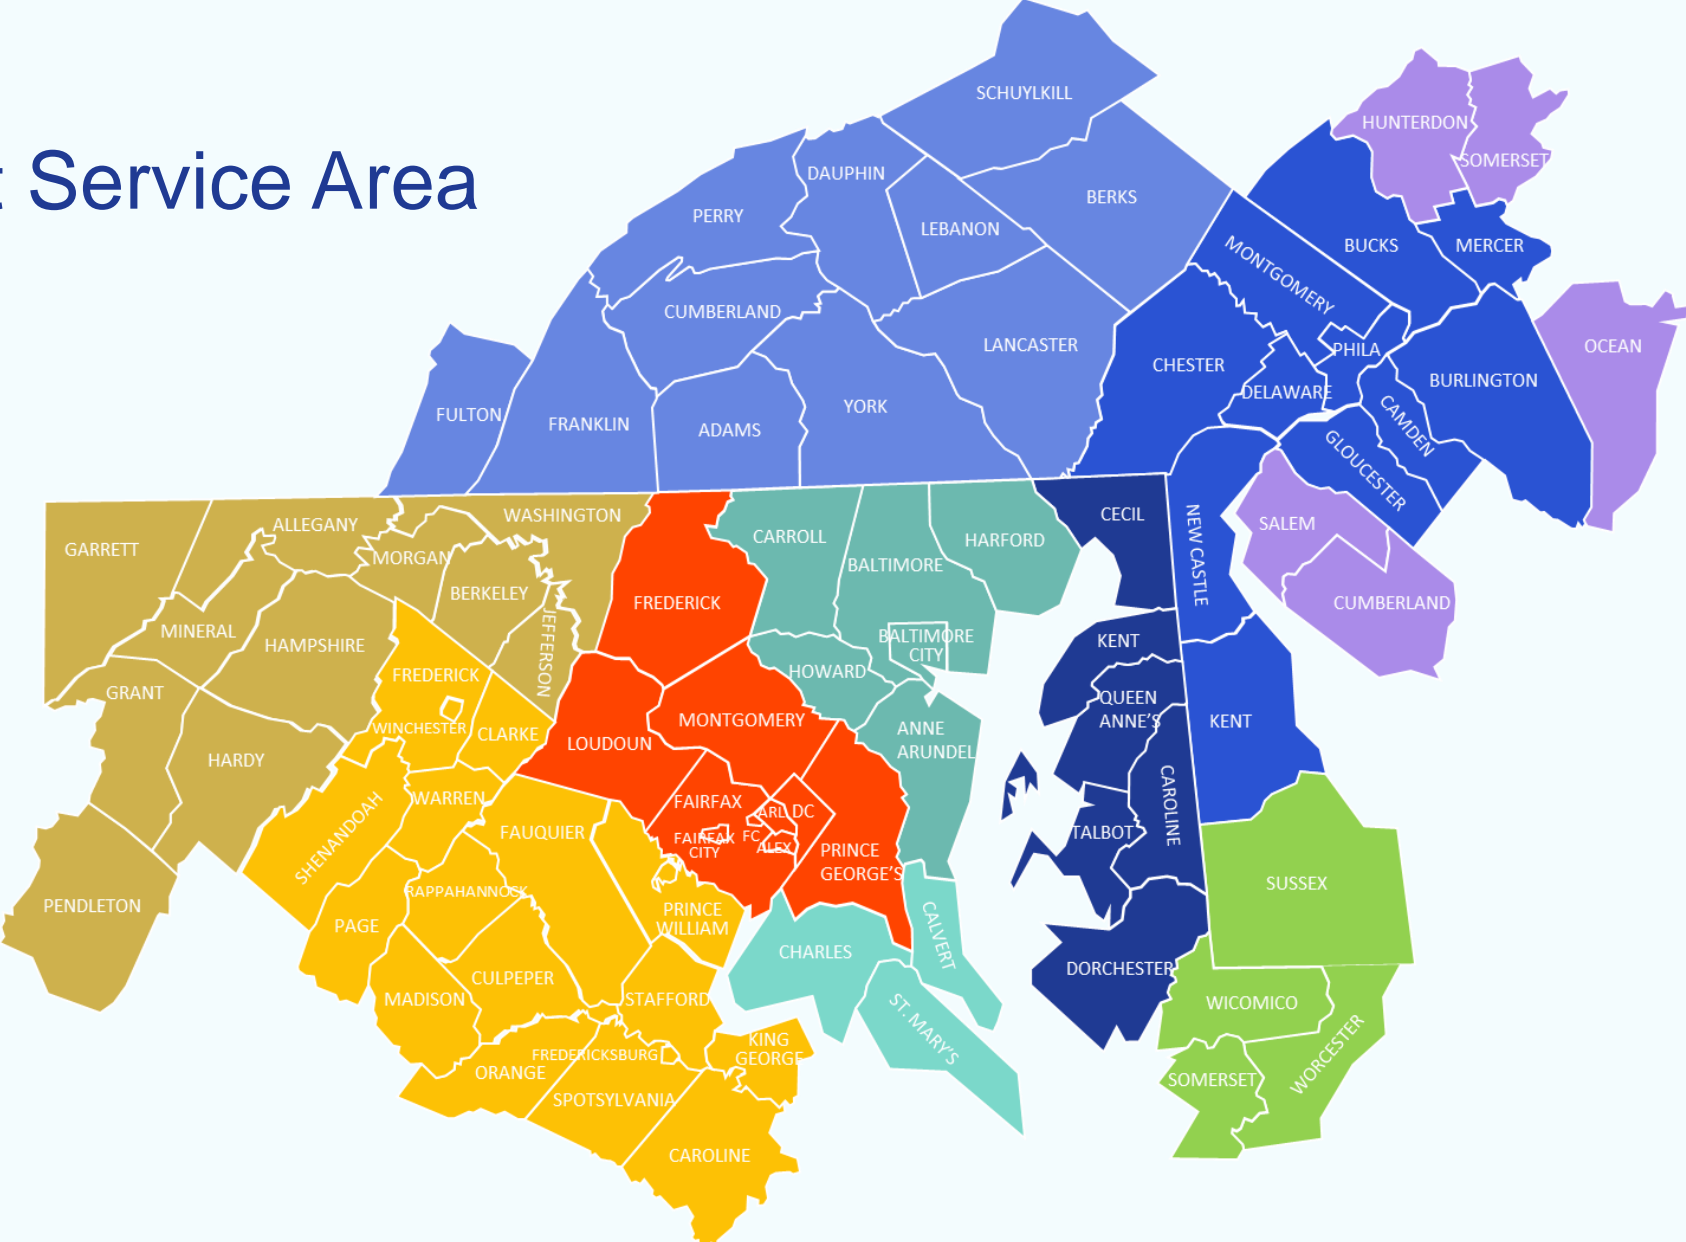 Service Area
SCHUYLKILL
HUNTERDON
SOMERSET
DAUPHIN
BERKS
PERRY
LEBANON
BUCKS
MERCER
MONTGOMERY
CUMBERLAND
LANCASTER
OCEAN
PHILA
CHESTER
BURLINGTON
DELAWARE
FULTON
FRANKLIN
ADAMS
YORK
CAMDEN
GLOUCESTER
WASHINGTON
ALLEGANY
GARRETT
MORGAN
CARROLL
HARFORD
CECIL
NEW CASTLE
SALEM
BALTIMORE
BERKELEY
FREDERICK
CUMBERLAND
MINERAL
HAMPSHIRE
JEFFERSON
BALTIMORE
CITY
KENT
HOWARD
FREDERICK
GRANT
QUEEN
ANNE'S
KENT
MONTGOMERY
WINCHESTER
CLARKE
LOUDOUN
ANNE
ARUNDEL
HARDY
WARREN
FAIRFAX
ARL
DC
CAROLINE
SHENANDOAH
FAUQUIER
FAIRFAX
CITY
FC
ALEX
TALBOT
PRINCE
GEORGE'S
SUSSEX
RAPPAHANNOCK
PENDLETON
PAGE
PRINCE
WILLIAM
CHARLES
CALVERT
DORCHESTER
CULPEPER
MADISON
STAFFORD
WICOMICO
ST. MARY'S
KING
GEORGE
FREDERICKSBURG
ORANGE
WORCESTER
SOMERSET
SPOTSYLVANIA
CAROLINE